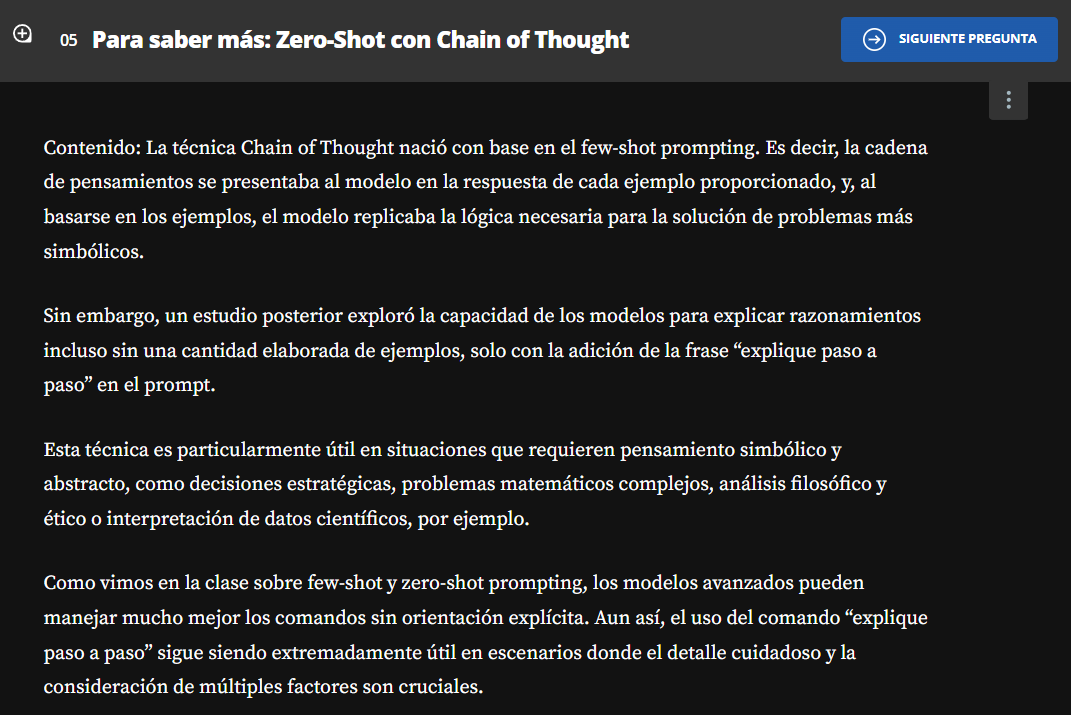 05 Para saber más: Zero-Shot con Chain of Thought
SIGUIENTE PREGUNTA
Contenido: La técnica Chain of Thought nació con base en el few-shot prompting. Es decir, la cadena
de pensamientos se presentaba al modelo en la respuesta de cada ejemplo proporcionado, y, al
basarse en los ejemplos, el modelo replicaba la lógica necesaria para la solución de problemas más
simbólicos.
Sin embargo, un estudio posterior exploró la capacidad de los modelos para explicar razonamientos
incluso sin una cantidad elaborada de ejemplos, solo con la adición de la frase “explique paso a
paso” en el prompt.
Esta técnica es particularmente útil en situaciones que requieren pensamiento simbólico y
abstracto, como decisiones estratégicas, problemas matemáticos complejos, análisis filosófico y
ético o interpretación de datos científicos, por ejemplo.
Como vimos en la clase sobre few-shot y zero-shot prompting, los modelos avanzados pueden
manejar mucho mejor los comandos sin orientación explícita. Aun así, el uso del comando “explique
paso a paso” sigue siendo extremadamente útil en escenarios donde el detalle cuidadoso y la
consideración de múltiples factores son cruciales.